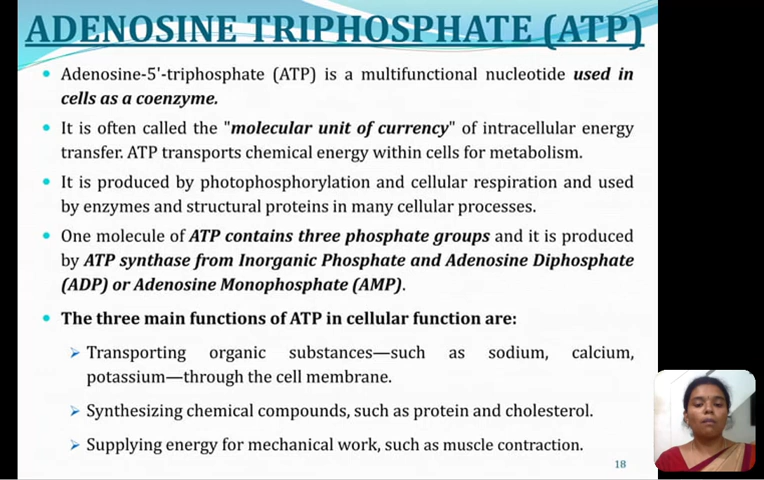 ADENOSINE TRIPHOSPHATE (ATP)
• Adenosine-5'-triphosphate (ATP) is a multifunctional nucleotide used in
cells as a coenzyme.
• It is often called the "molecular unit of currency" of intracellular energy
transfer. ATP transports chemical energy within cells for metabolism.
• It is produced by photophosphorylation and cellular respiration and used
by enzymes and structural proteins in many cellular processes.
• One molecule of ATP contains three phosphate groups and it is produced
by ATP synthase from Inorganic Phosphate and Adenosine Diphosphate
(ADP) or Adenosine Monophosphate (AMP).
• The three main functions of ATP in cellular function are:
➢ Transporting organic substances—such as sodium, calcium,
potassium—through the cell membrane.
➢ Synthesizing chemical compounds, such as protein and cholesterol.
➢ Supplying energy for mechanical work, such as muscle contraction.
18